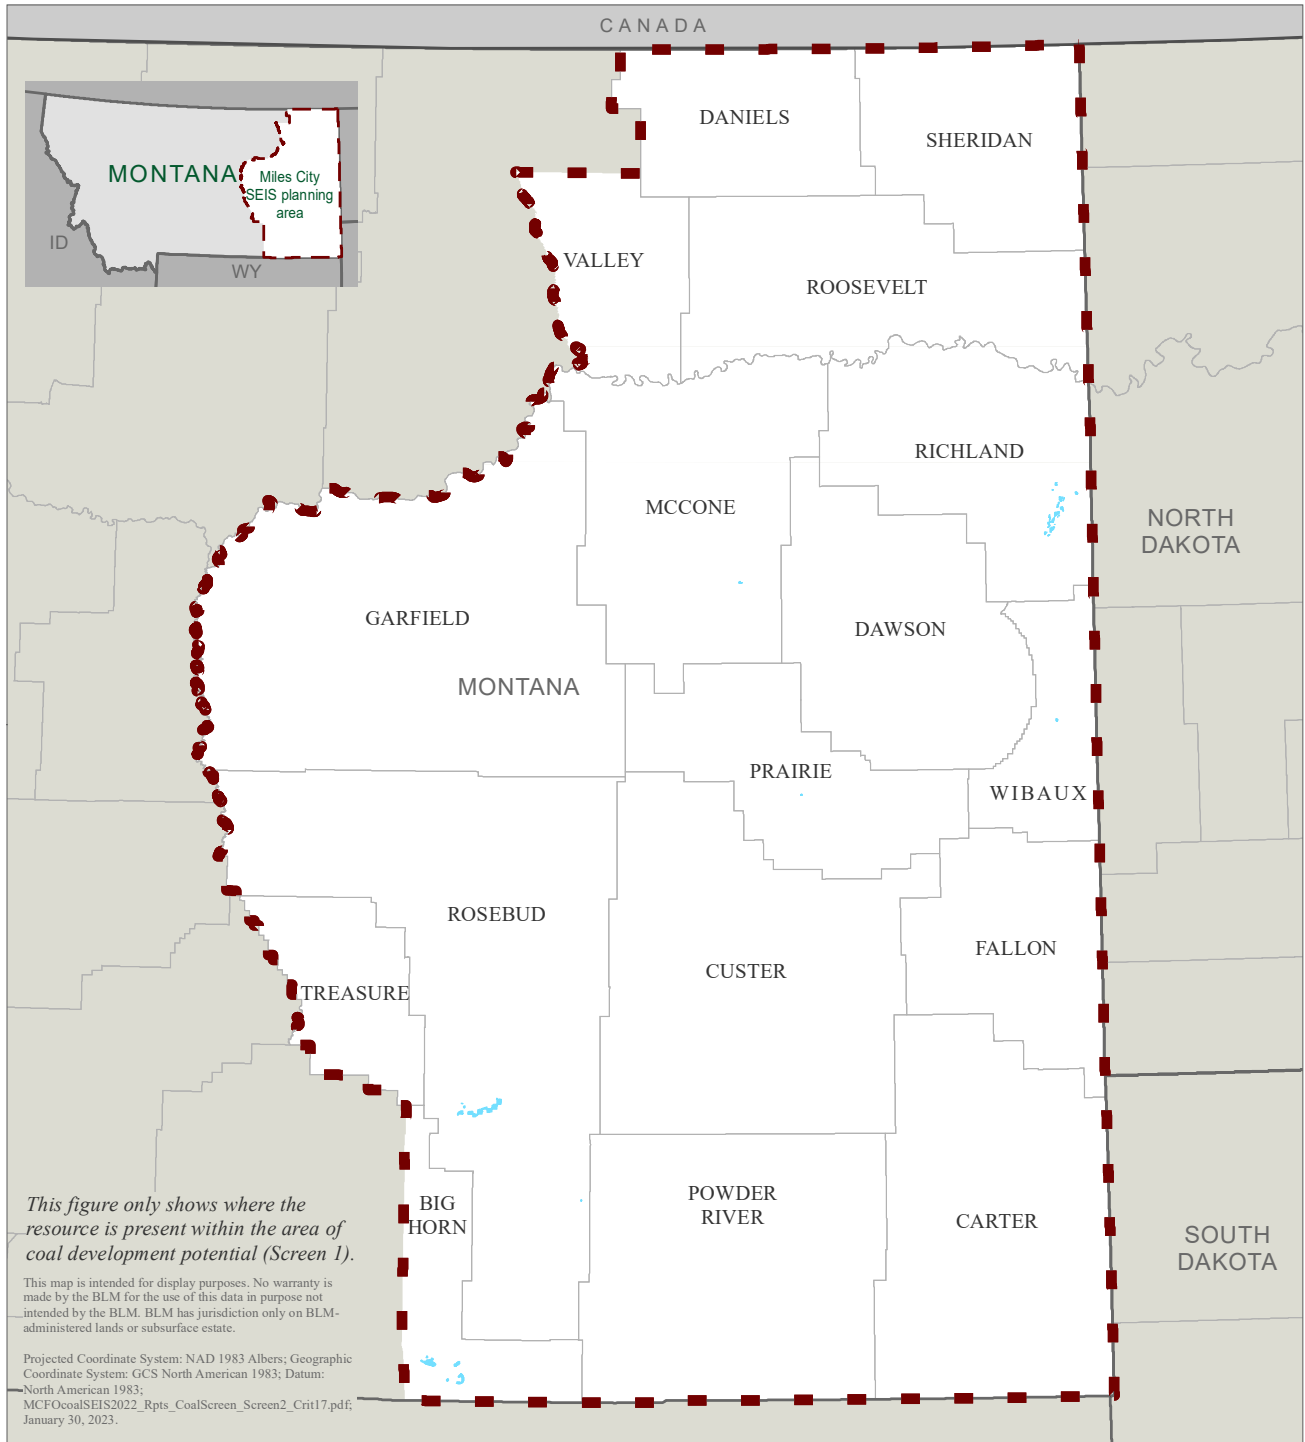 CANADA
DANIELS
SHERIDAN
MONTANA
Miles City
SEIS planning
area
ID
WY
VALLEY
ROOSEVELT
RICHLAND
MCCONE
NORTH
DAKOTA
GARFIELD
DAWSON
MONTANA
PRAIRIE
WIBAUX
ROSEBUD
FALLON
CUSTER
TREASURE
BIG
HORN
POWDER
RIVER
CARTER
SOUTH
DAKOTA
This figure only shows where the
resource is present within the area of
coal development potential (Screen 1).
This map is intended for display purposes. No warranty is
made by the BLM for the use of this data in purpose not
intended by the BLM. BLM has jurisdiction only on BLM-
administered lands or subsurface estate.
Projected Coordinate System: NAD 1983 Albers; Geographic
Coordinate System: GCS North American 1983; Datum:
North American 1983;
MCFOcoalSEIS2022_Rpts_CoalScreen_Screen2_Crit17.pdf;
January 30, 2023.